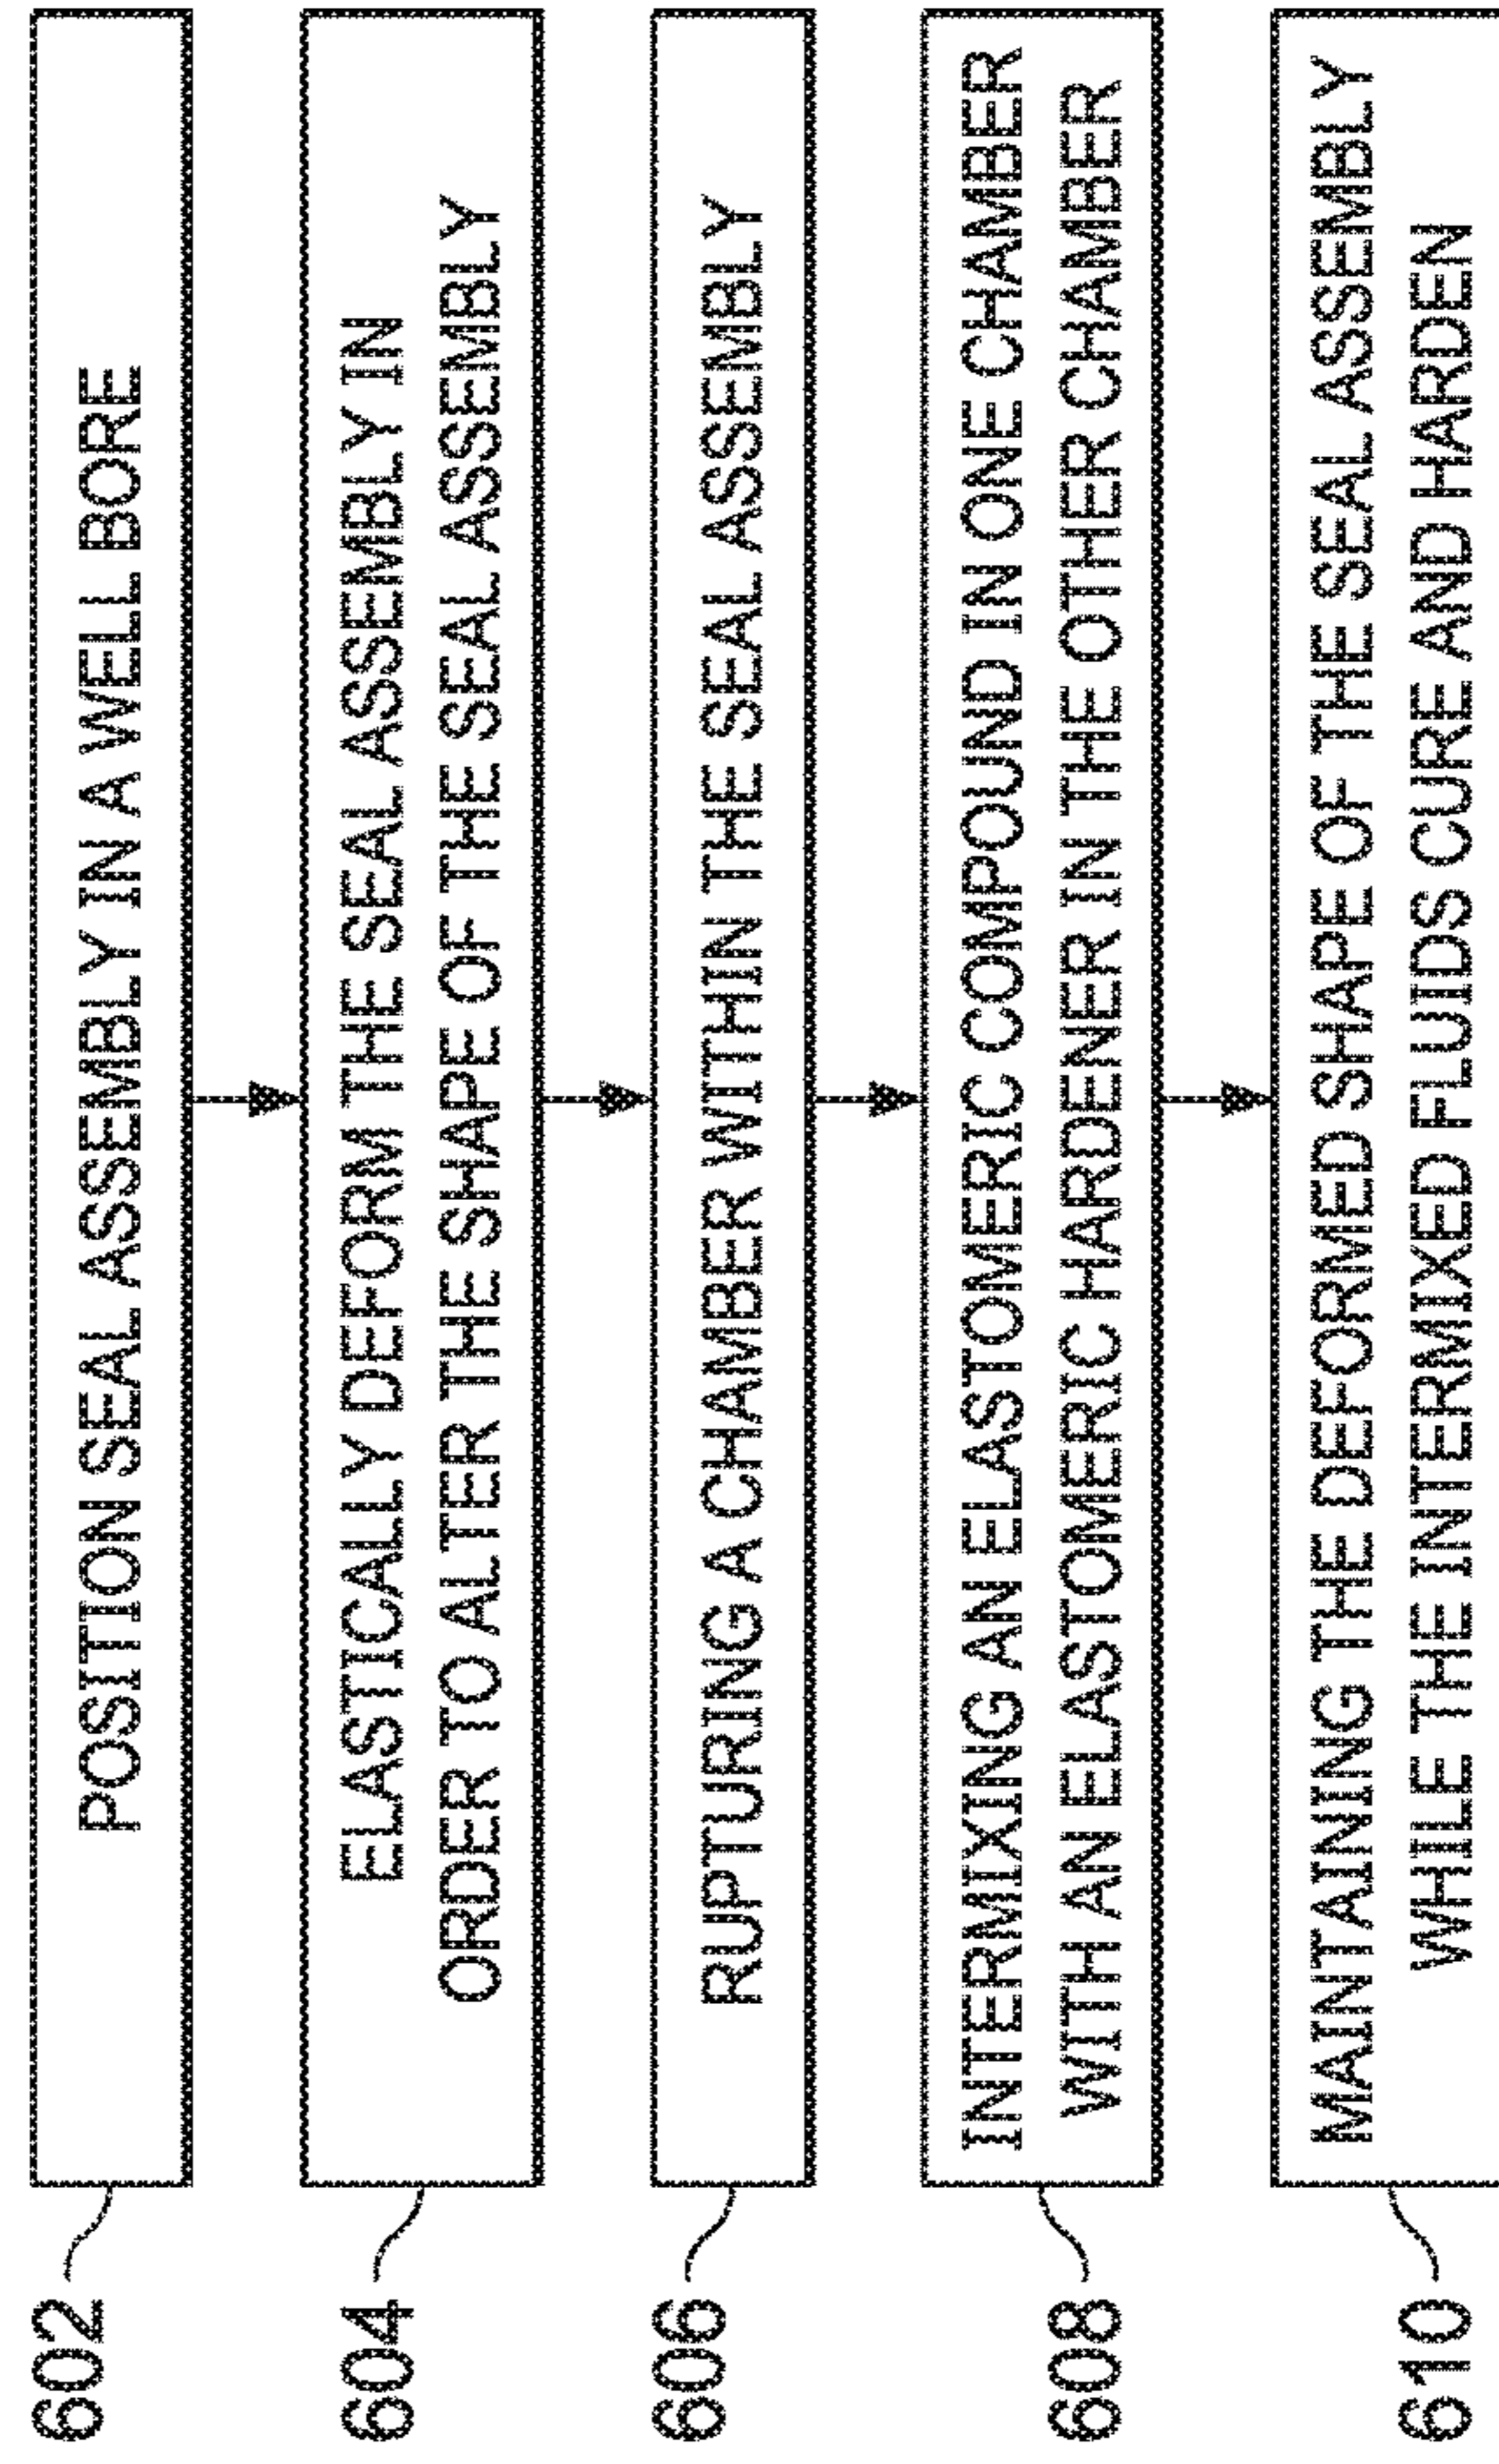 602
POSITION SEAL ASSEMBLY IN A WELL BORE
604
ELASTICALLY DEFORM THE SEAL ASSEMBLY IN
ORDER TO ALTER THE SHAPE OF THE SEAL ASSEMBLY
606
RUPTURING A CHAMBER WITHIN THE SEAL ASSEMBLY
608
INTERMIXING AN ELASTOMERIC COMPOUND IN ONE CHAMBER
WITH AN ELASTOMERIC HARDENER IN THE OTHER CHAMBER
610
MAINTAINING THE DEFORMED SHAPE OF THE SEAL ASSEMBLY
WHILE THE INTERMIXED FLUIDS CURE AND HARDEN